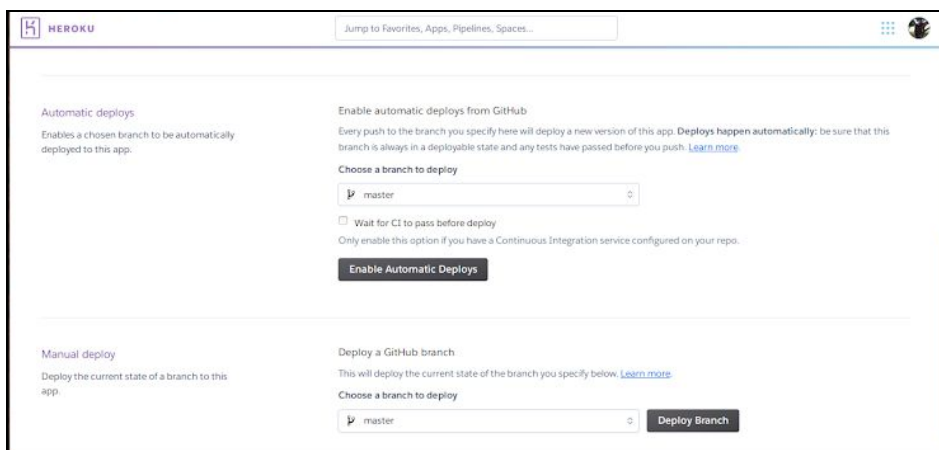 HEROKU
Jump to Favorites, Apps, Pipelines, Spaces...
Automatic deploys
Enables a chosen branch to be automatically
deployed to this app.
Enable automatic deploys from GitHub
Every push to the branch you specify here will deploy a new version of this app. Deploys happen automatically: be sure that this
branch is always in a deployable state and any tests have passed before you push. Learn more.
Choose a branch to deploy
master
Wait for CI to pass before deploy
Only enable this option if you have a Continuous Integration service configured on your repo.
Enable Automatic Deploys
Manual deploy
Deploy the current state of a branch to this
app.
Deploy a GitHub branch
This will deploy the current state of the branch you specify below. Learn more.
Choose a branch to deploy
master
Deploy Branch